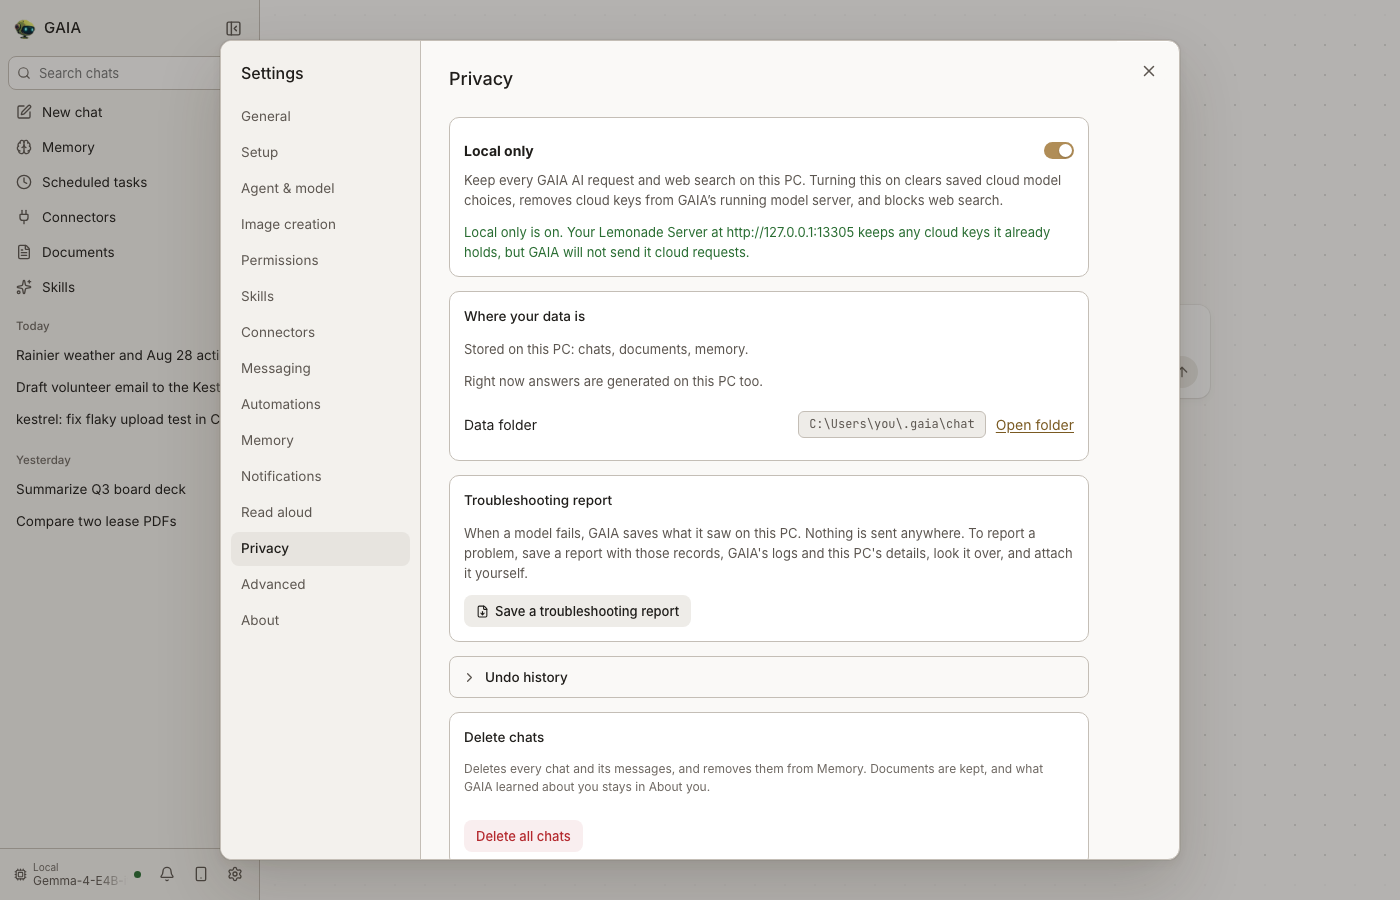 GAIA
Search chats
New chat
Memory
Scheduled tasks
Connectors
Documents
Skills
Today
Rainier weather and Aug 28 acti
Draft volunteer email to the Kest
kestrel: fix flaky upload test in C
Yesterday
Summarize Q3 board deck
Compare two lease PDFs
Local
Gemma-4-E4B-
Settings
General
Setup
Agent & model
Image creation
Permissions
Skills
Connectors
Messaging
Automations
Memory
Notifications
Read aloud
Privacy
Advanced
About
Privacy
Local only
Keep every GAIA AI request and web search on this PC. Turning this on clears saved cloud model
choices, removes cloud keys from GAIA’s running model server, and blocks web search.
Local only is on. Your Lemonade Server at http://127.0.0.1:13305 keeps any cloud keys it already
holds, but GAIA will not send it cloud requests.
Where your data is
Stored on this PC: chats, documents, memory.
Right now answers are generated on this PC too.
Data folder
C:\Users\you\.gaia\chat
Open folder
Troubleshooting report
When a model fails, GAIA saves what it saw on this PC. Nothing is sent anywhere. To report a
problem, save a report with those records, GAIA's logs and this PC's details, look it over, and attach
it yourself.
Save a troubleshooting report
Undo history
Delete chats
Deletes every chat and its messages, and removes them from Memory. Documents are kept, and what
GAIA learned about you stays in About you.
Delete all chats